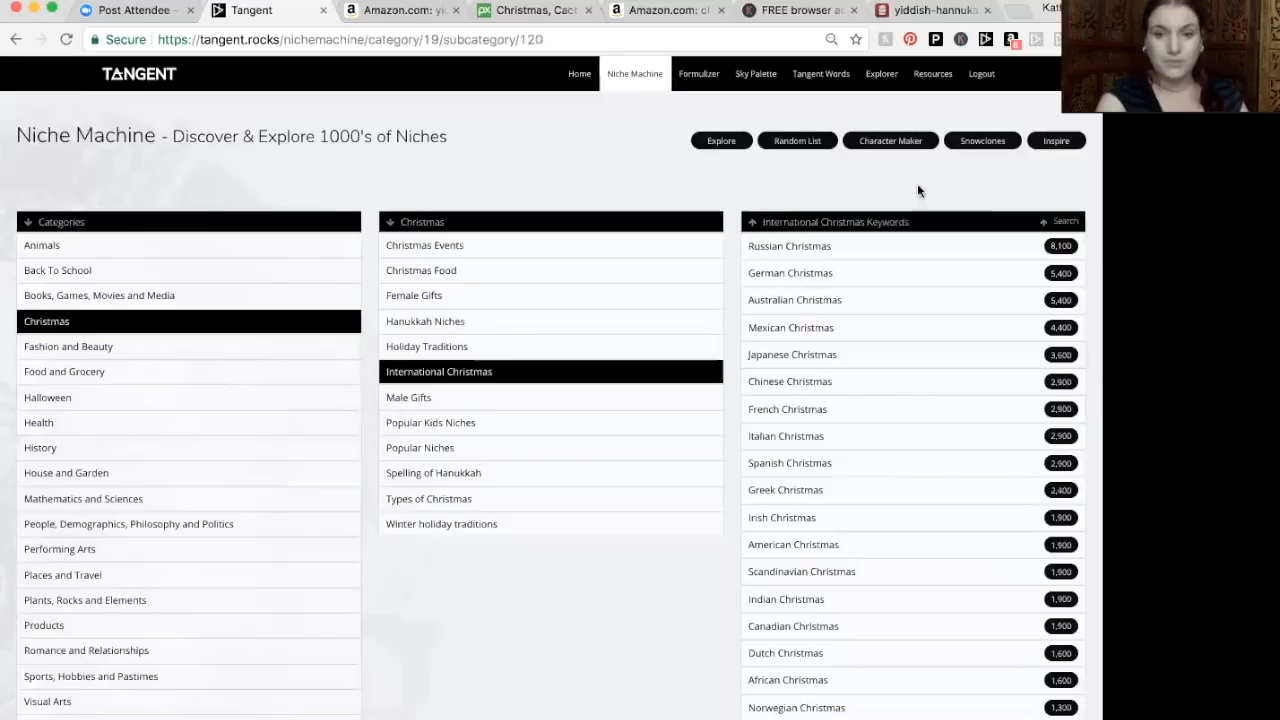 Post Attendee -
Tangent
Amazon.com: yi
Christmas, Cact
Amazon.com: cl
FREE browser a
yiddish-hannuka
Kat
Secure
https://tangent.rocks/nichemachine/category/19/subcategory/120
TANGENT
Home
Niche Machine
Formulizer
Sky Palette
Tangent Words
Explorer
Resources
Logout
Niche Machine - Discover & Explore 1000's of Niches
Explore
Random List
Character Maker
Snowclones
Inspire
Categories
Animals
Back To School
Books, Games, Movies and Media
Christmas
Fashion and Beauty
Food and Grocery
Halloween
Health
History
House and Garden
Mathematics and Sciences
People, Demographics, Philosophy and Politics
Performing Arts
Places and Travel
Plants, Rocks and Elements
Products
Romance and Relationships
Sports, Hobbies and Pastimes
Visual Arts
Christmas
Christmas Events
Christmas Food
Female Gifts
Hanukkah Niches
Holiday Traditions
International Christmas
Male Gifts
Popular Kids Niches
Popular Niches
Spelling of Hanukkah
Types of Christmas
Winter holiday traditions
International Christmas Keywords Search
Russian Christmas 8,100
German Christmas 5,400
Australian Christmas 5,400
Mexican Christmas 4,400
Japanese Christmas 3,600
Chinese Christmas 2,900
French Christmas 2,900
Italian Christmas 2,900
Spanish Christmas 2,900
Greek Christmas 2,400
Irish Christmas 1,900
American Christmas 1,900
Scandinavian Christmas 1,900
Indian Christmas 1,900
Canadian Christmas 1,900
Dutch Christmas 1,600
African Christmas 1,600
Norwegian Christmas 1,300